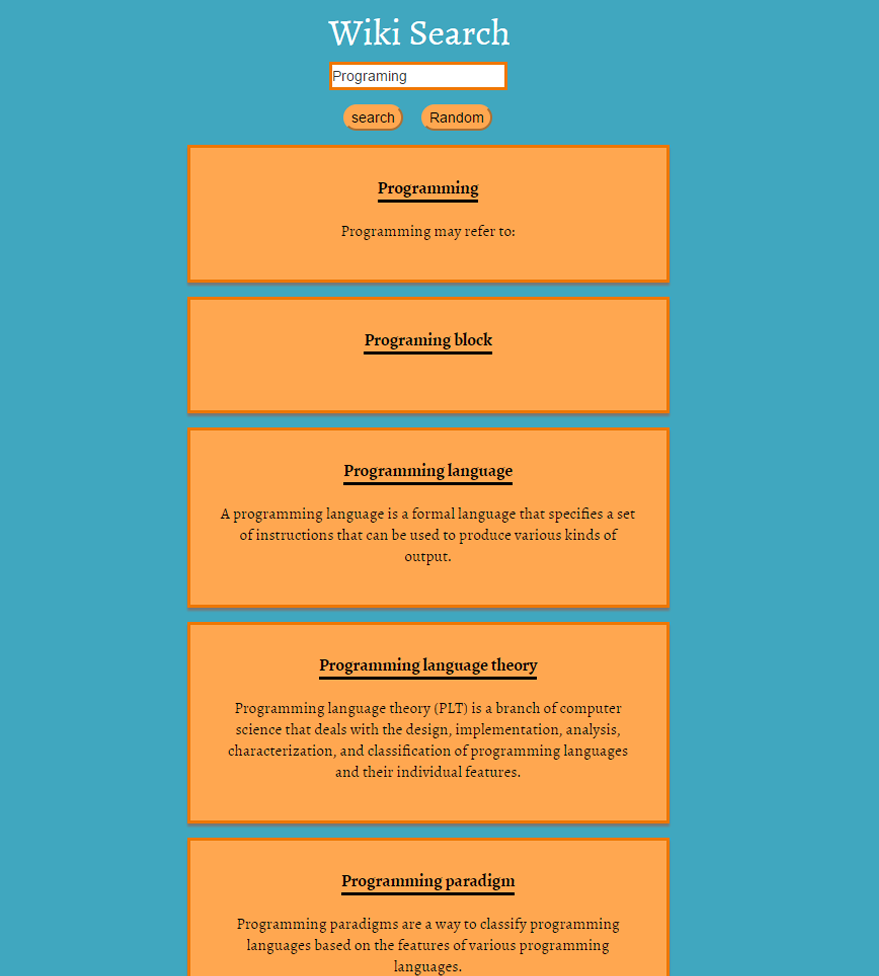 Wiki Search
Programing
search Random
Programming
Programming may refer to:
Programing block
Programming language
A programming language is a formal language that specifies a set
of instructions that can be used to produce various kinds of
output.
Programming language theory
Programming language theory (PLT) is a branch of computer
science that deals with the design, implementation, analysis,
characterization, and classification of programming languages
and their individual features.
Programming paradigm
Programming paradigms are a way to classify programming
languages based on the features of various programming
languages.